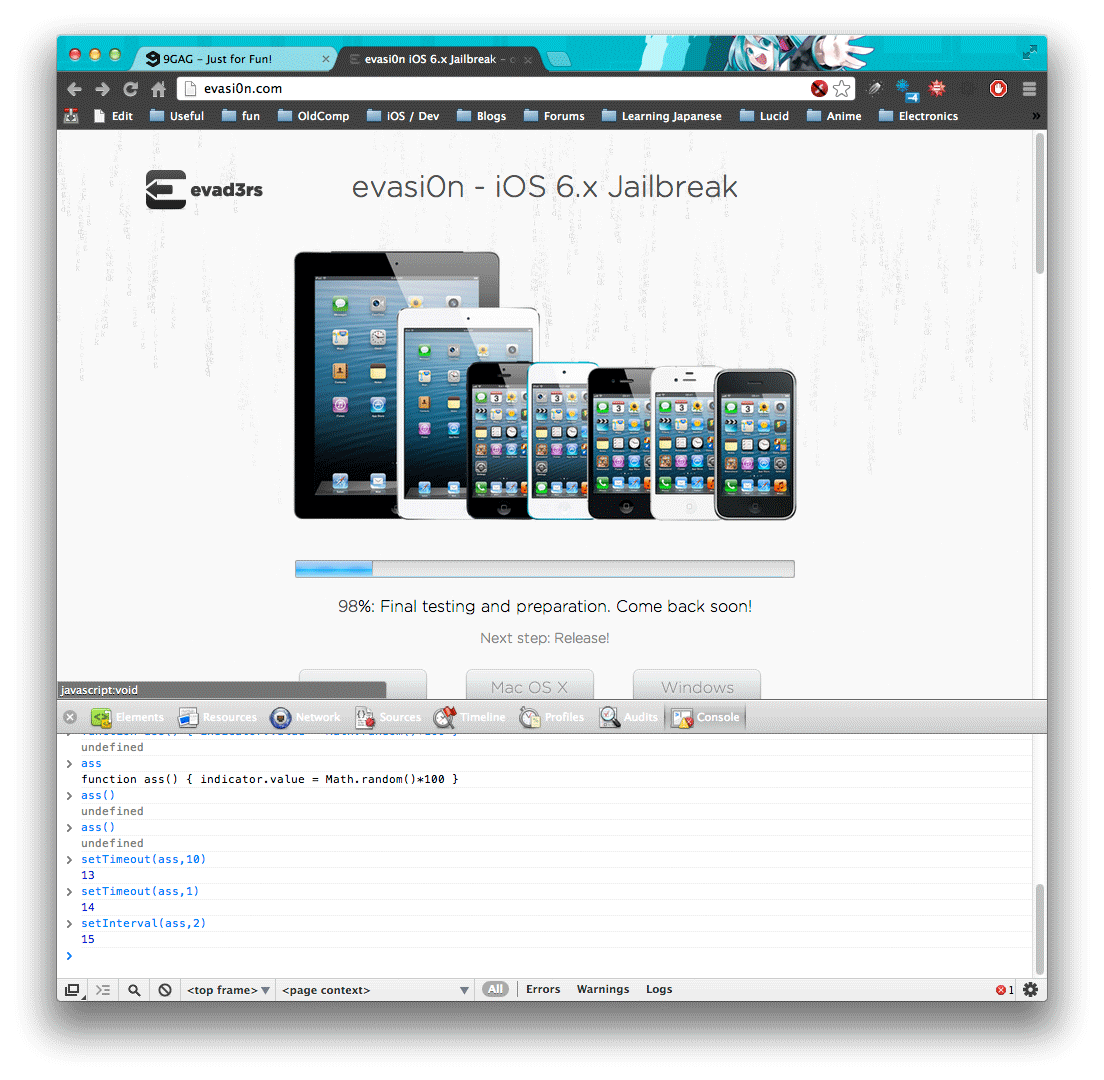 9GAG - Just for Fun!
evasi0n iOS 6.x Jailbreak -
evasi0n.com
-4
Edit Useful fun OldComp iOS / Dev Blogs Forums Learning Japanese Lucid Anime Electronics »
evad3rs
evasi0n - iOS 6.x Jailbreak
98%: Final testing and preparation. Come back soon!
Next step: Release!
Mac OS X Windows
javascript:void
Elements Resources Network Sources Timeline Profiles Audits Console
undefined
> ass
function ass() { indicator.value = Math.random()*100 }
> ass()
undefined
> ass()
undefined
> setTimeout(ass,10)
13
> setTimeout(ass,1)
14
> setInterval(ass,2)
15
>
<top frame> <page context> All Errors Warnings Logs 1